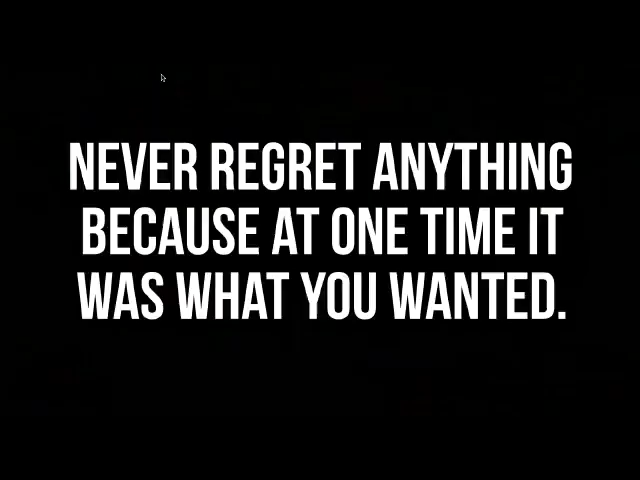 NEVER REGRET ANYTHING
BECAUSE AT ONE TIME IT
WAS WHAT YOU WANTED.